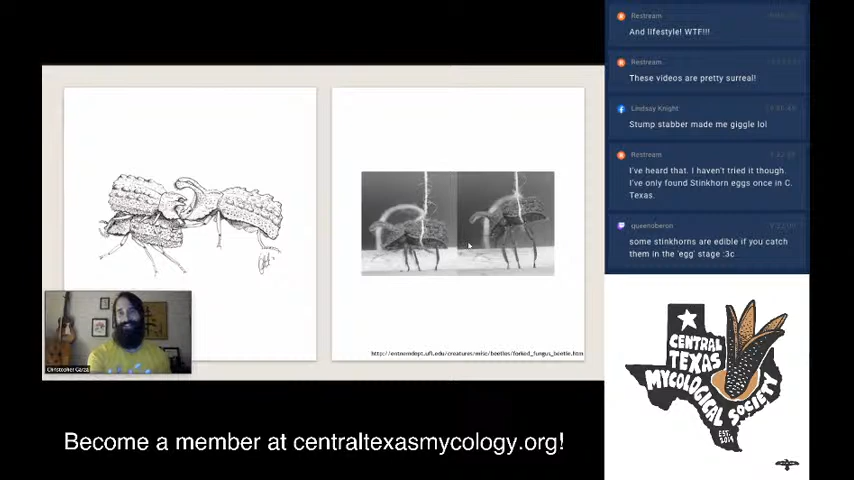 Restream
And lifestyle! WTF!!!
Restream
These videos are pretty surreal!
Lindsay Knight
Stump stabber made me giggle lol
Restream
I've heard that. I haven't tried it though.
I've only found Stinkhorn eggs once in C.
Texas.
queensberon
some stinkhorns are edible if you catch
them in the 'egg' stage :3c
http://entnemdept.ufl.edu/creatures/misc/beetles/forked_fungus_beetle.htm
Become a member at centraltexasmycology.org!
CENTRAL
TEXAS
MYCOLOGICAL SOCIETY
EST.
2019